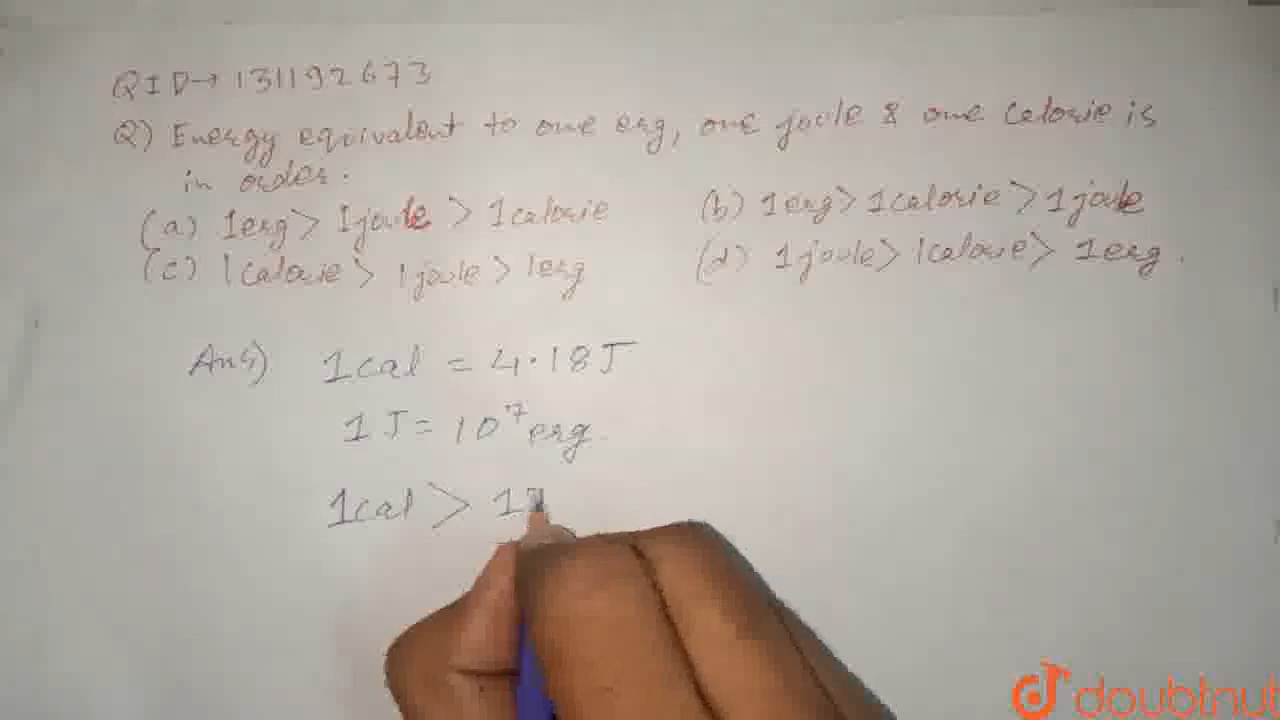 QID→131192673
Q) Energy equivalent to one erg, one joule & one calorie is
in order.
(a) 1erg > 1joule > 1calorie (b) 1erg > 1calorie > 1joule
(c) 1calorie > 1joule > 1erg (d) 1joule > 1calorie > 1erg.
Ans) 1cal = 4.18J
1J = 10⁷ erg.
1cal > 1J
doubtnut